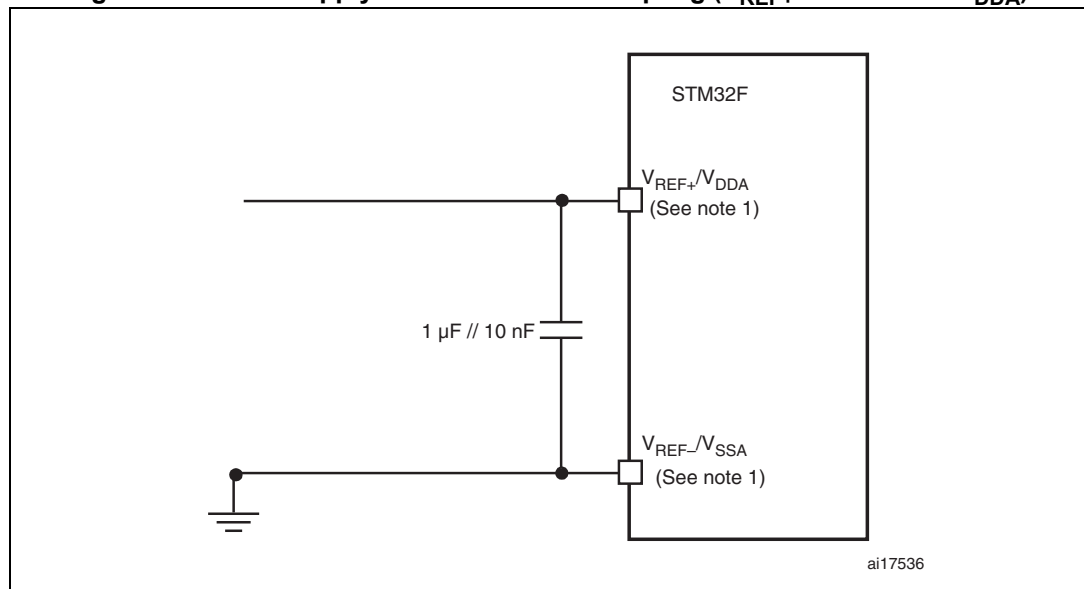 STM32F
VREF+/VDDA
(See note 1)
1 µF // 10 nF
VREF–/VSSA
(See note 1)
ai17536